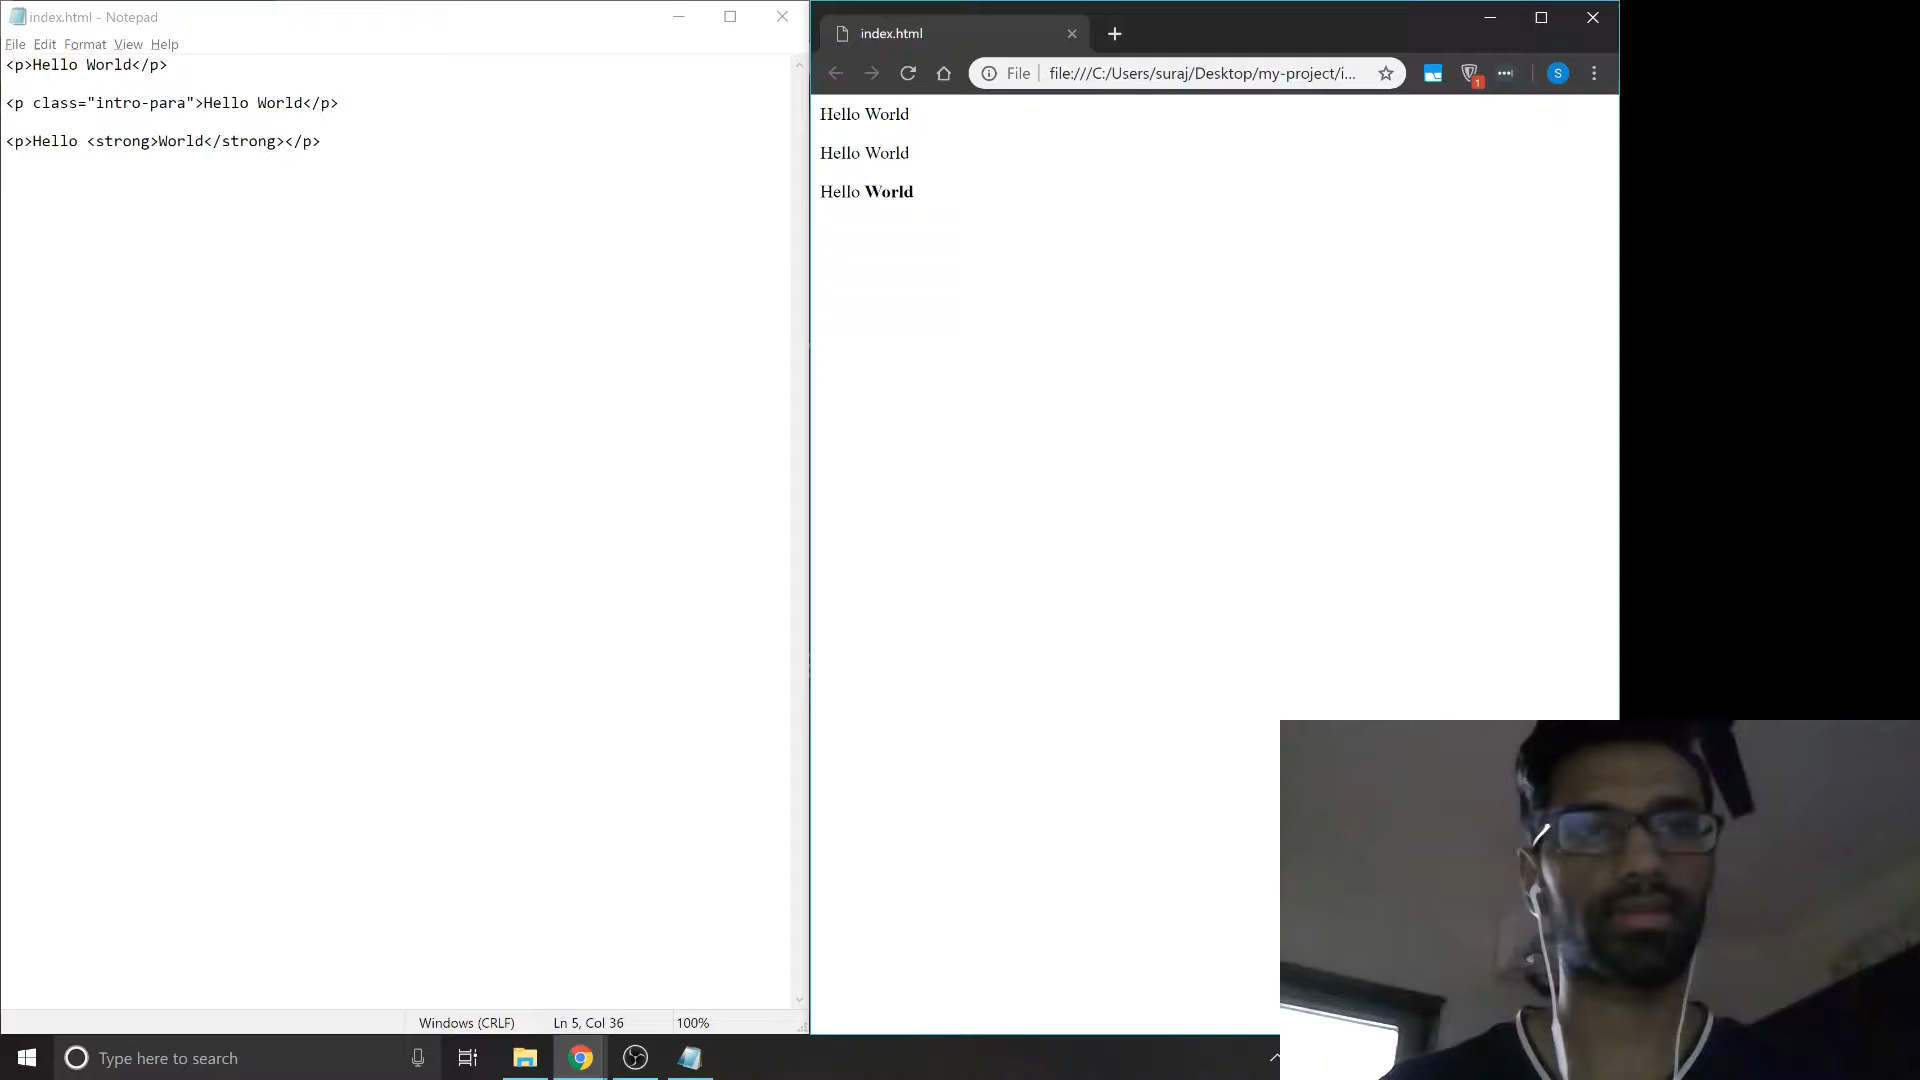 index.html - Notepad
File Edit Format View Help
<p>Hello World</p>
<p class="intro-para">Hello World</p>
<p>Hello <strong>World</strong></p>
Windows (CRLF) Ln 5, Col 36 100%
index.html
File file:///C:/Users/suraj/Desktop/my-project/i...
1
S
Hello World
Hello World
Hello World
Type here to search